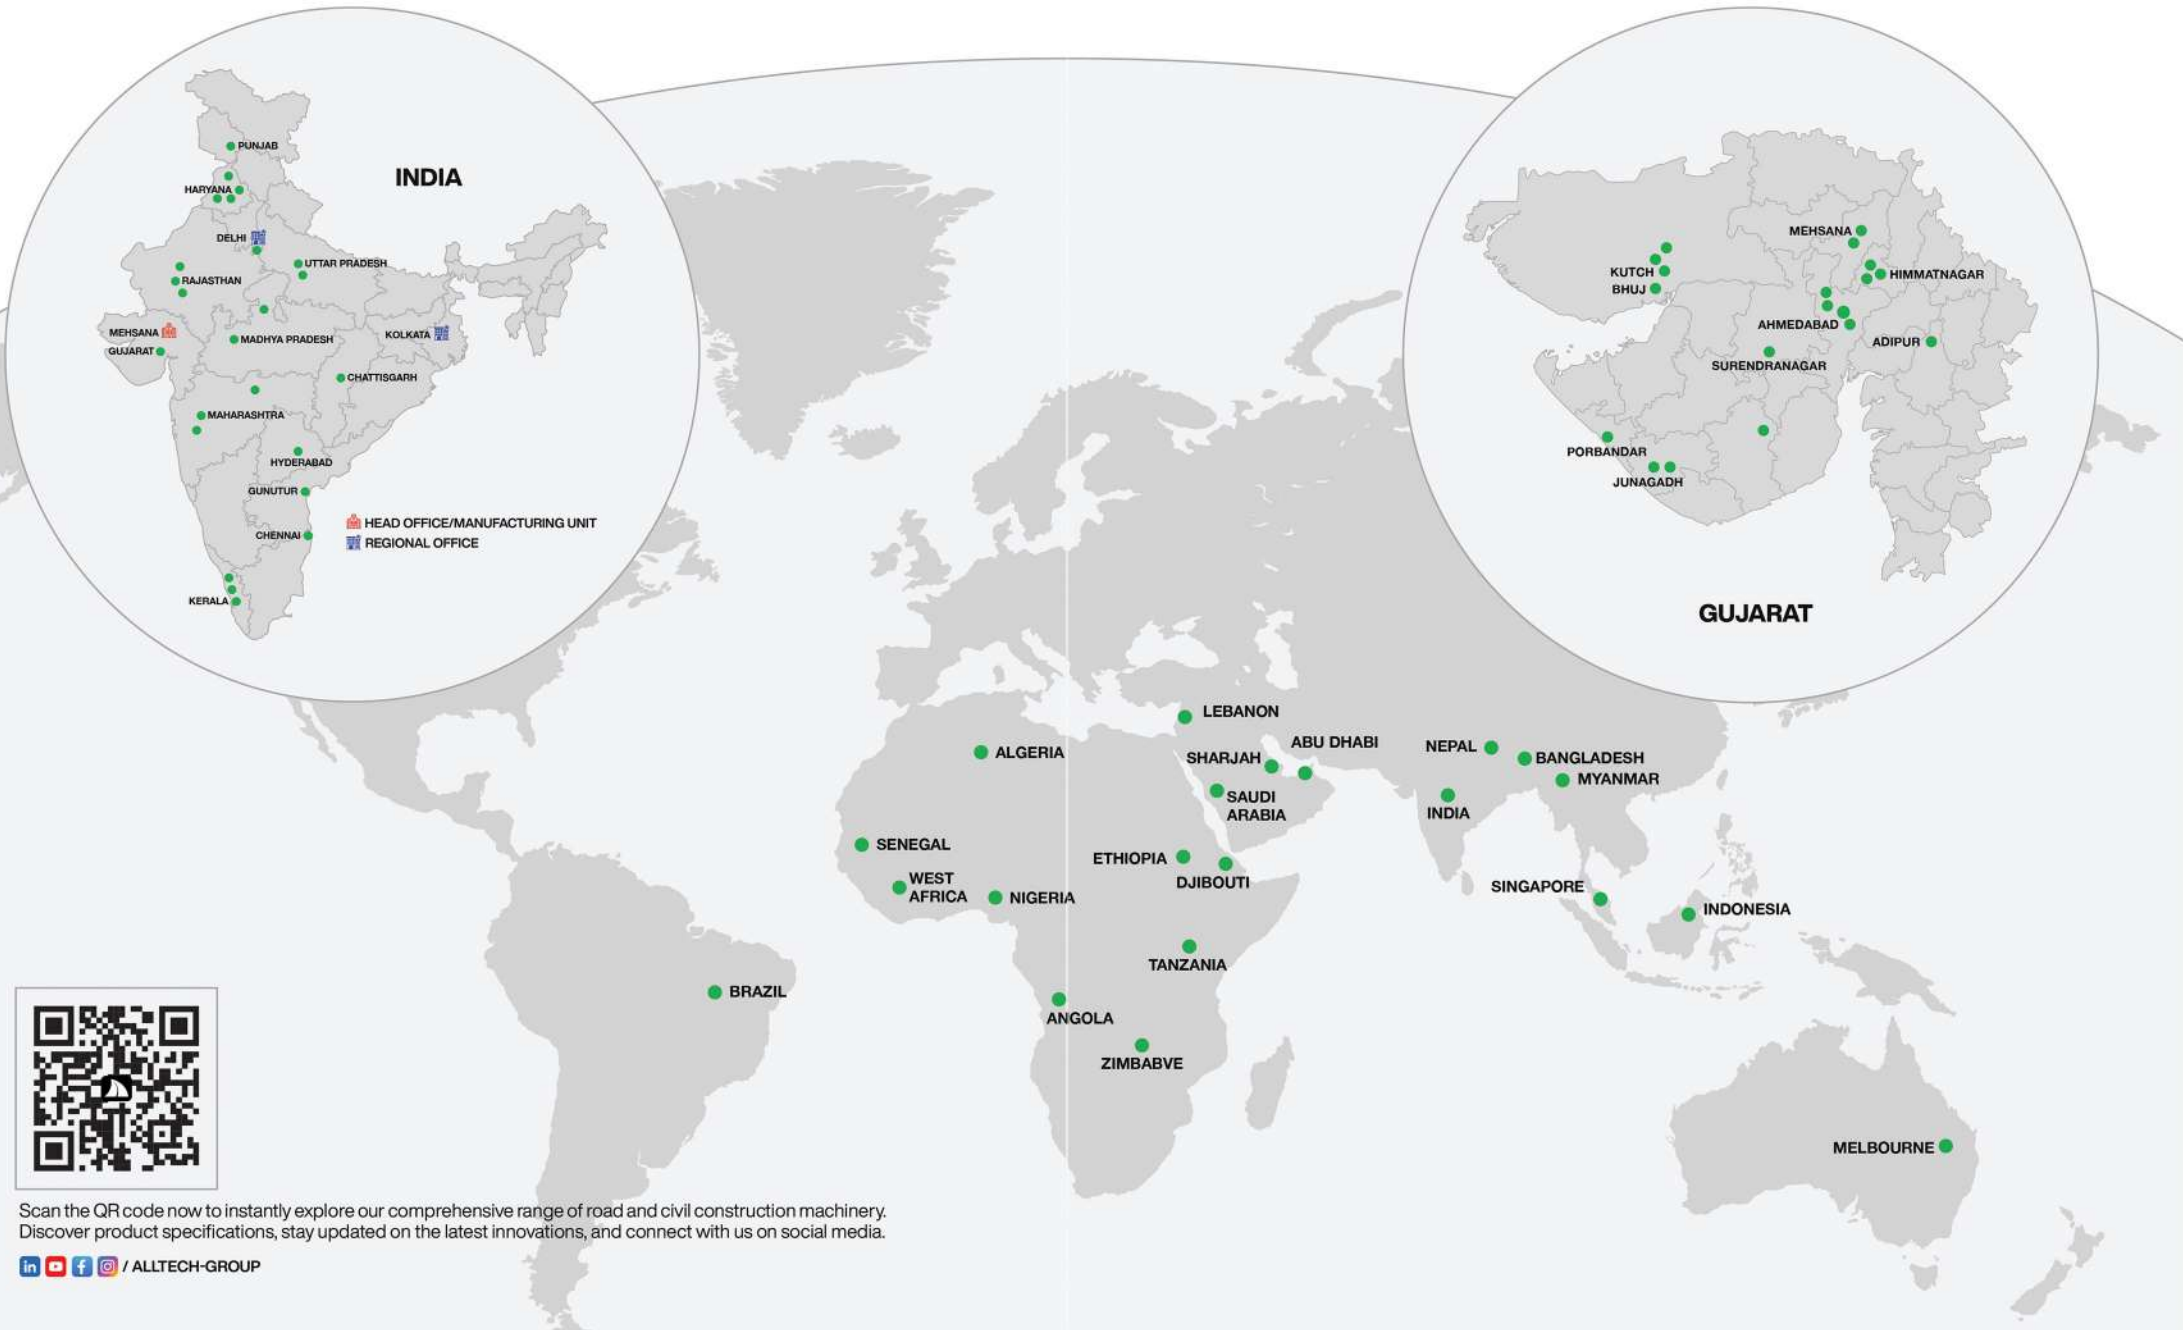 INDIA
PUNJAB
HARYANA
DELHI
UTTAR PRADESH
RAJASTHAN
MEHSANA
MADHYA PRADESH
KOLKATA
GUJARAT
CHATTISGARH
MAHARASHTRA
HYDERABAD
GUNUTUR
CHENNAI
KERALA
HEAD OFFICE/MANUFACTURING UNIT
REGIONAL OFFICE
MEHSANA
KUTCH
HIMMATNAGAR
BHUJ
AHMEDABAD
ADIPUR
SURENDRANAGAR
PORBANDAR
JUNAGADH
GUJARAT
LEBANON
ALGERIA
ABU DHABI
SHARJAH
NEPAL
BANGLADESH
MYANMAR
SAUDI
ARABIA
INDIA
SENEGAL
WEST
AFRICA
NIGERIA
ETHIOPIA
DJIBOUTI
SINGAPORE
INDONESIA
TANZANIA
BRAZIL
ANGOLA
ZIMBABVE
MELBOURNE
Scan the QR code now to instantly explore our comprehensive range of road and civil construction machinery.
Discover product specifications, stay updated on the latest innovations, and connect with us on social media.
/ ALLTECH-GROUP